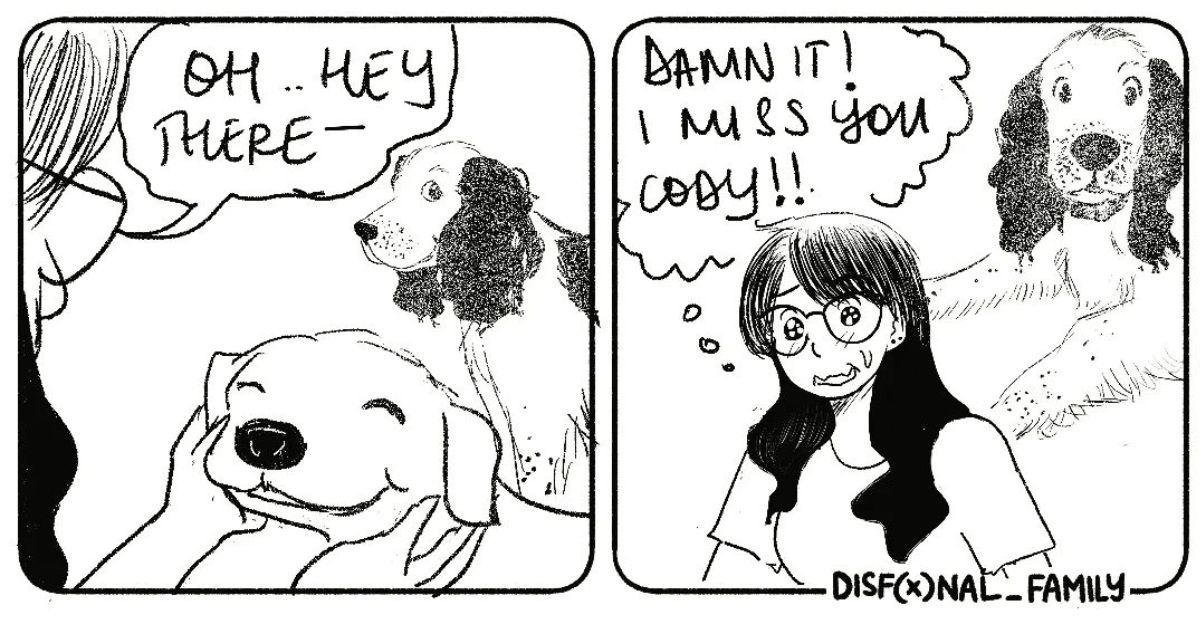 OH.. HEY
THERE—
DAMN IT!
I MISS YOU
CODY!!
DISF(x)NAL_FAMILY